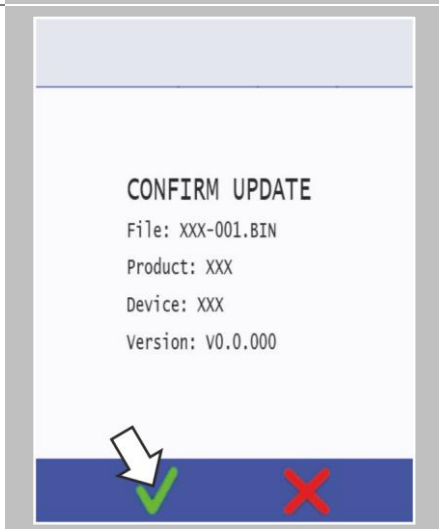 CONFIRM UPDATE
File: XXX-001.BIN
Product: XXX
Device: XXX
Version: V0.0.000